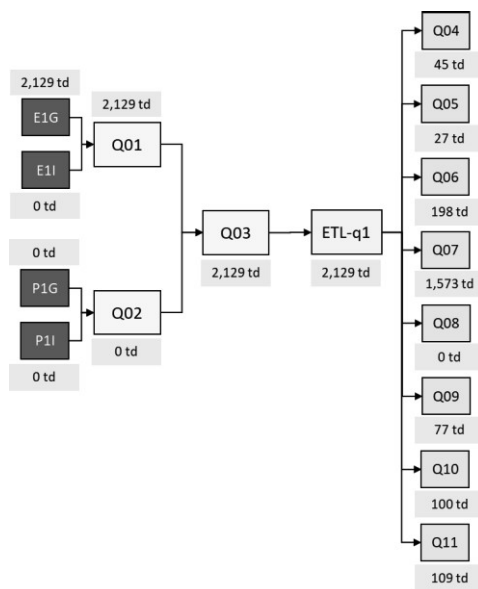 2,129 td
E1G
E1I
0 td
2,129 td
Q01
0 td
P1G
P1I
0 td
Q02
0 td
Q03
2,129 td
ETL-q1
2,129 td
Q04
45 td
Q05
27 td
Q06
198 td
Q07
1,573 td
Q08
0 td
Q09
77 td
Q10
100 td
Q11
109 td